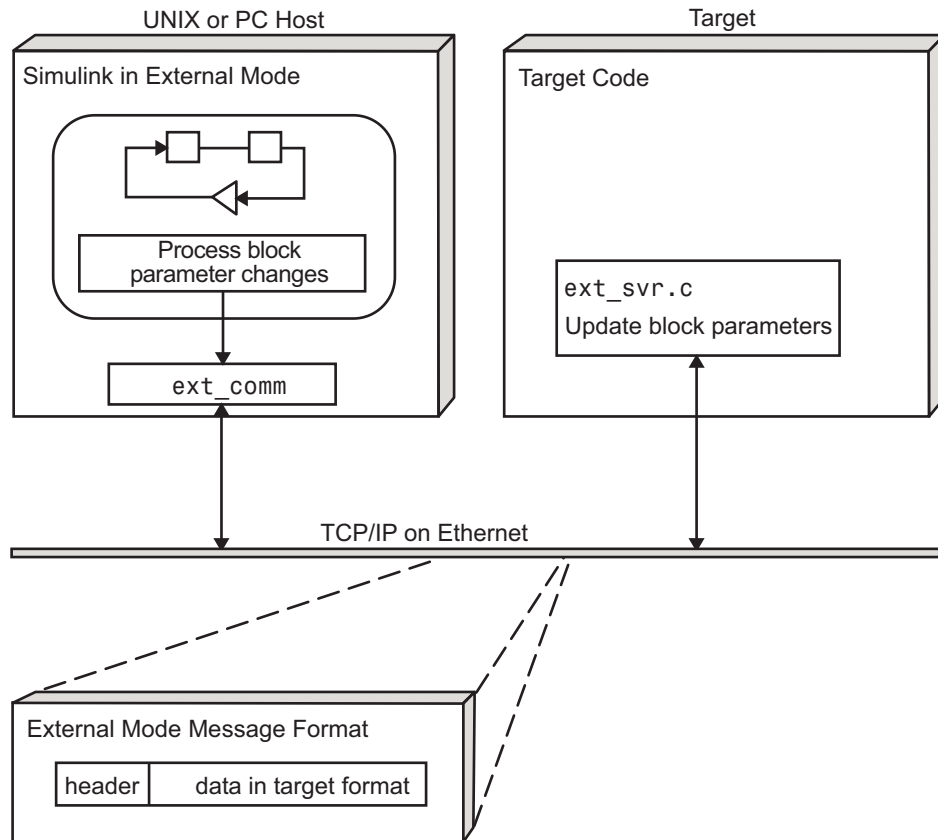 UNIX or PC Host
Target
Simulink in External Mode
Process block
parameter changes
ext_comm
Target Code
ext_svr.c
Update block parameters
TCP/IP on Ethernet
External Mode Message Format
header
data in target format